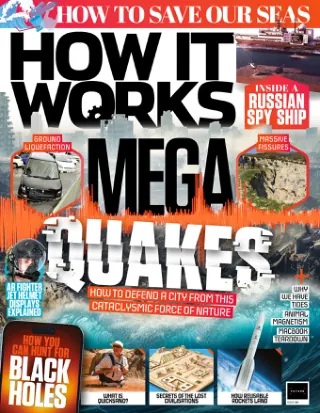 HOW TO SAVE OUR SEAS
HOW IT
WORKS
INSIDE A
RUSSIAN
SPY SHIP
GROUND
LIQUEFACTION
MASSIVE
FISSURES
MEGA
QUAKES
HOW TO DEFEND A CITY FROM THIS
CATACLYSMIC FORCE OF NATURE
AR FIGHTER
JET HELMET
DISPLAYS
EXPLAINED
WHY
WE HAVE
TIDES
ANIMAL
MAGNETISM
MACBOOK
TEARDOWN
HOW YOU
CAN HUNT FOR
BLACK
HOLES
WHAT IS
QUICKSAND?
SECRETS OF THE LOST
CIVILISATIONS
HOW REUSABLE
ROCKETS LAND
FUTURE